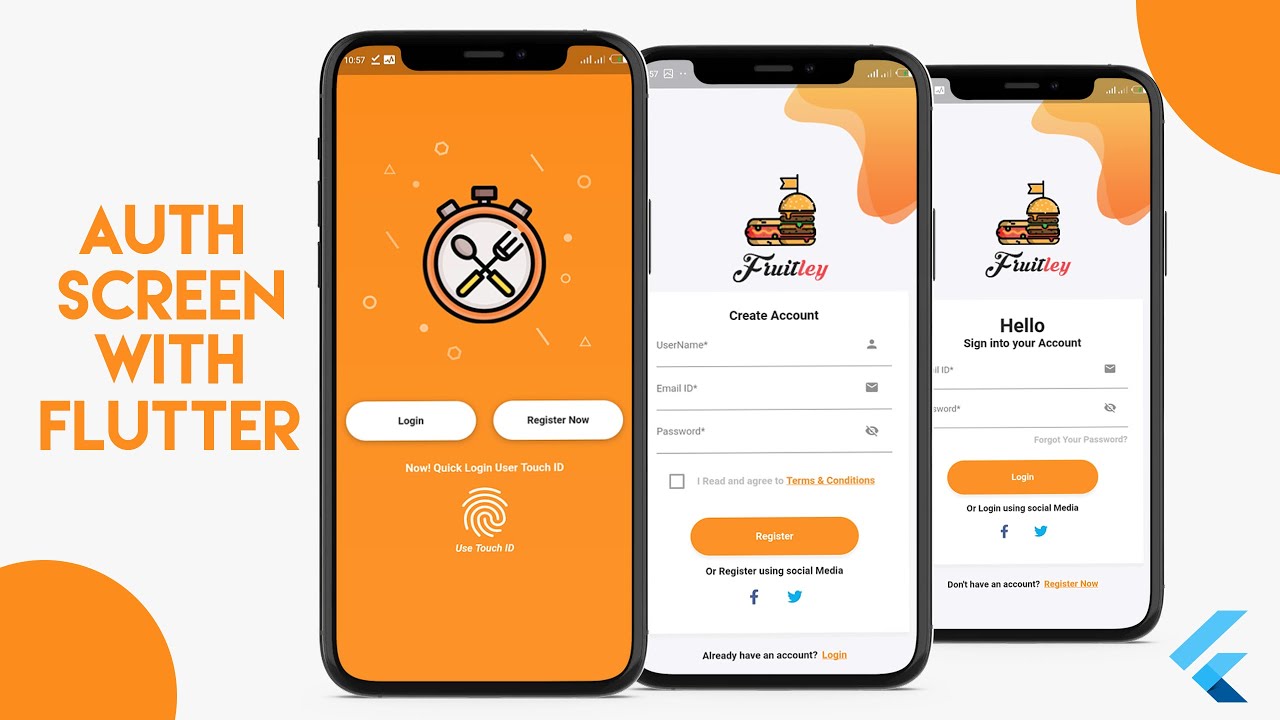 AUTH
SCREEN
WITH
FLUTTER
10:57
Login
Register Now
Now! Quick Login User Touch ID
Use Touch ID
57
Fruitley
Create Account
UserName*
Email ID*
Password*
I Read and agree to Terms & Conditions
Register
Or Register using social Media
Already have an account? Login
Fruitley
Hello
Sign into your Account
il ID*
sword*
Forgot Your Password?
Login
Or Login using social Media
Don't have an account? Register Now